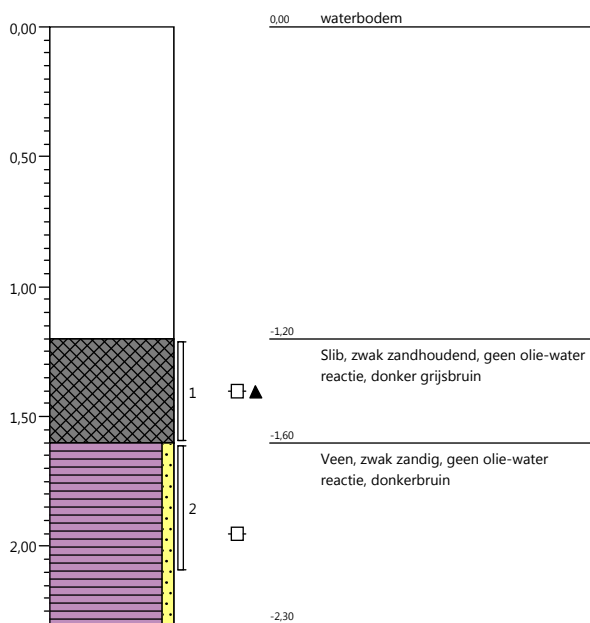 0,00
0,00 waterbodem
0,50
1,00
-1,20
Slib, zwak zandhoudend, geen olie-water
reactie, donker grijsbruin
1
1,50
-1,60
Veen, zwak zandig, geen olie-water
reactie, donkerbruin
2
2,00
-2,30